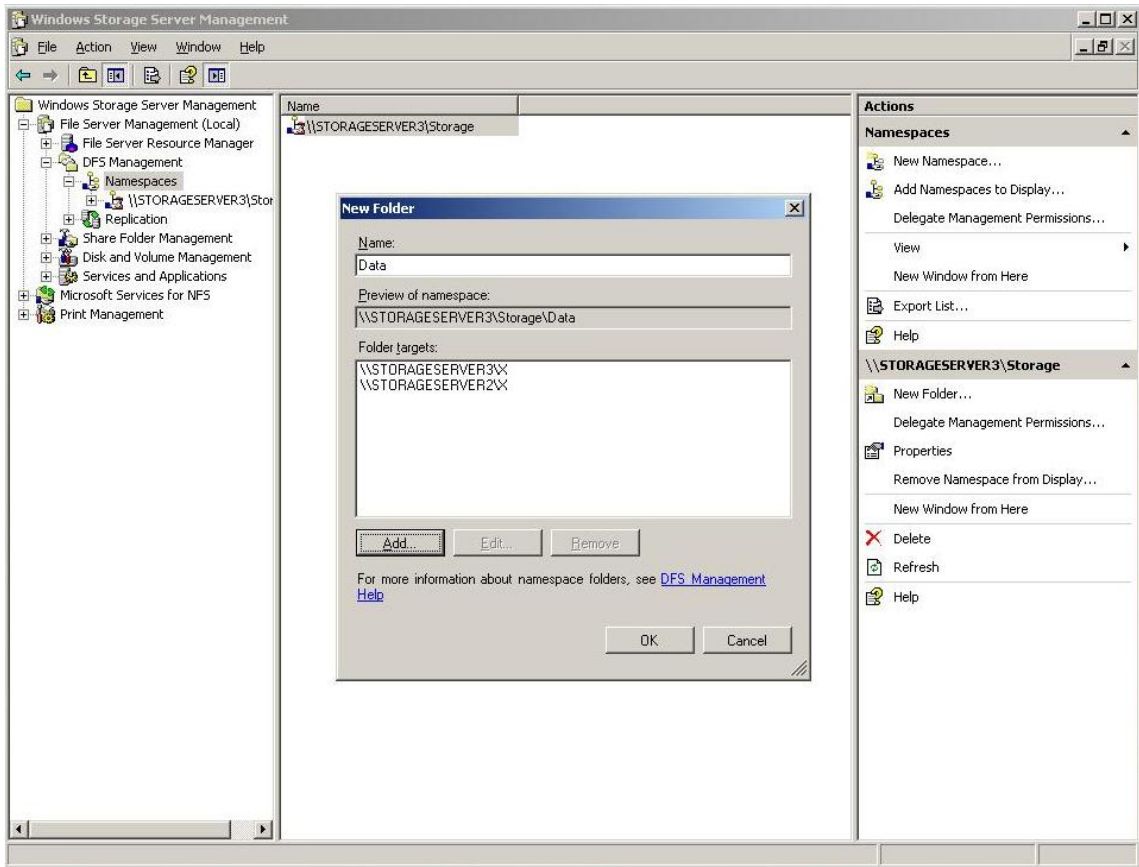 Windows Storage Server Management
File Action View Window Help
Windows Storage Server Management
File Server Management (Local)
File Server Resource Manager
DFS Management
Namespaces
\\STORAGESERVER3\Stor
Replication
Share Folder Management
Disk and Volume Management
Services and Applications
Microsoft Services for NFS
Print Management
Name
\\STORAGESERVER3\Storage
New Folder
Name:
Data
Preview of namespace:
\\STORAGESERVER3\Storage\Data
Folder targets:
\\STORAGESERVER3\X
\\STORAGESERVER2\X
Add... Edit... Remove
For more information about namespace folders, see DFS Management
Help
OK Cancel
Actions
Namespaces
New Namespace...
Add Namespaces to Display...
Delegate Management Permissions...
View
New Window from Here
Export List...
Help
\\STORAGESERVER3\Storage
New Folder...
Delegate Management Permissions...
Properties
Remove Namespace from Display...
New Window from Here
Delete
Refresh
Help